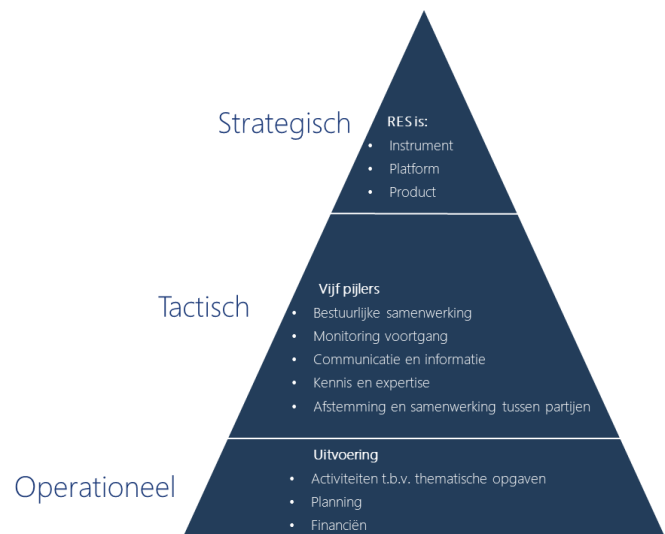 Strategisch
RES is:
• Instrument
• Platform
• Product
Tactisch
Vijf pijlers
• Bestuurlijke samenwerking
• Monitoring voortgang
• Communicatie en informatie
• Kennis en expertise
• Afstemming en samenwerking tussen partijen
Operationeel
Uitvoering
• Activiteiten t.b.v. thematische opgaven
• Planning
• Financiën